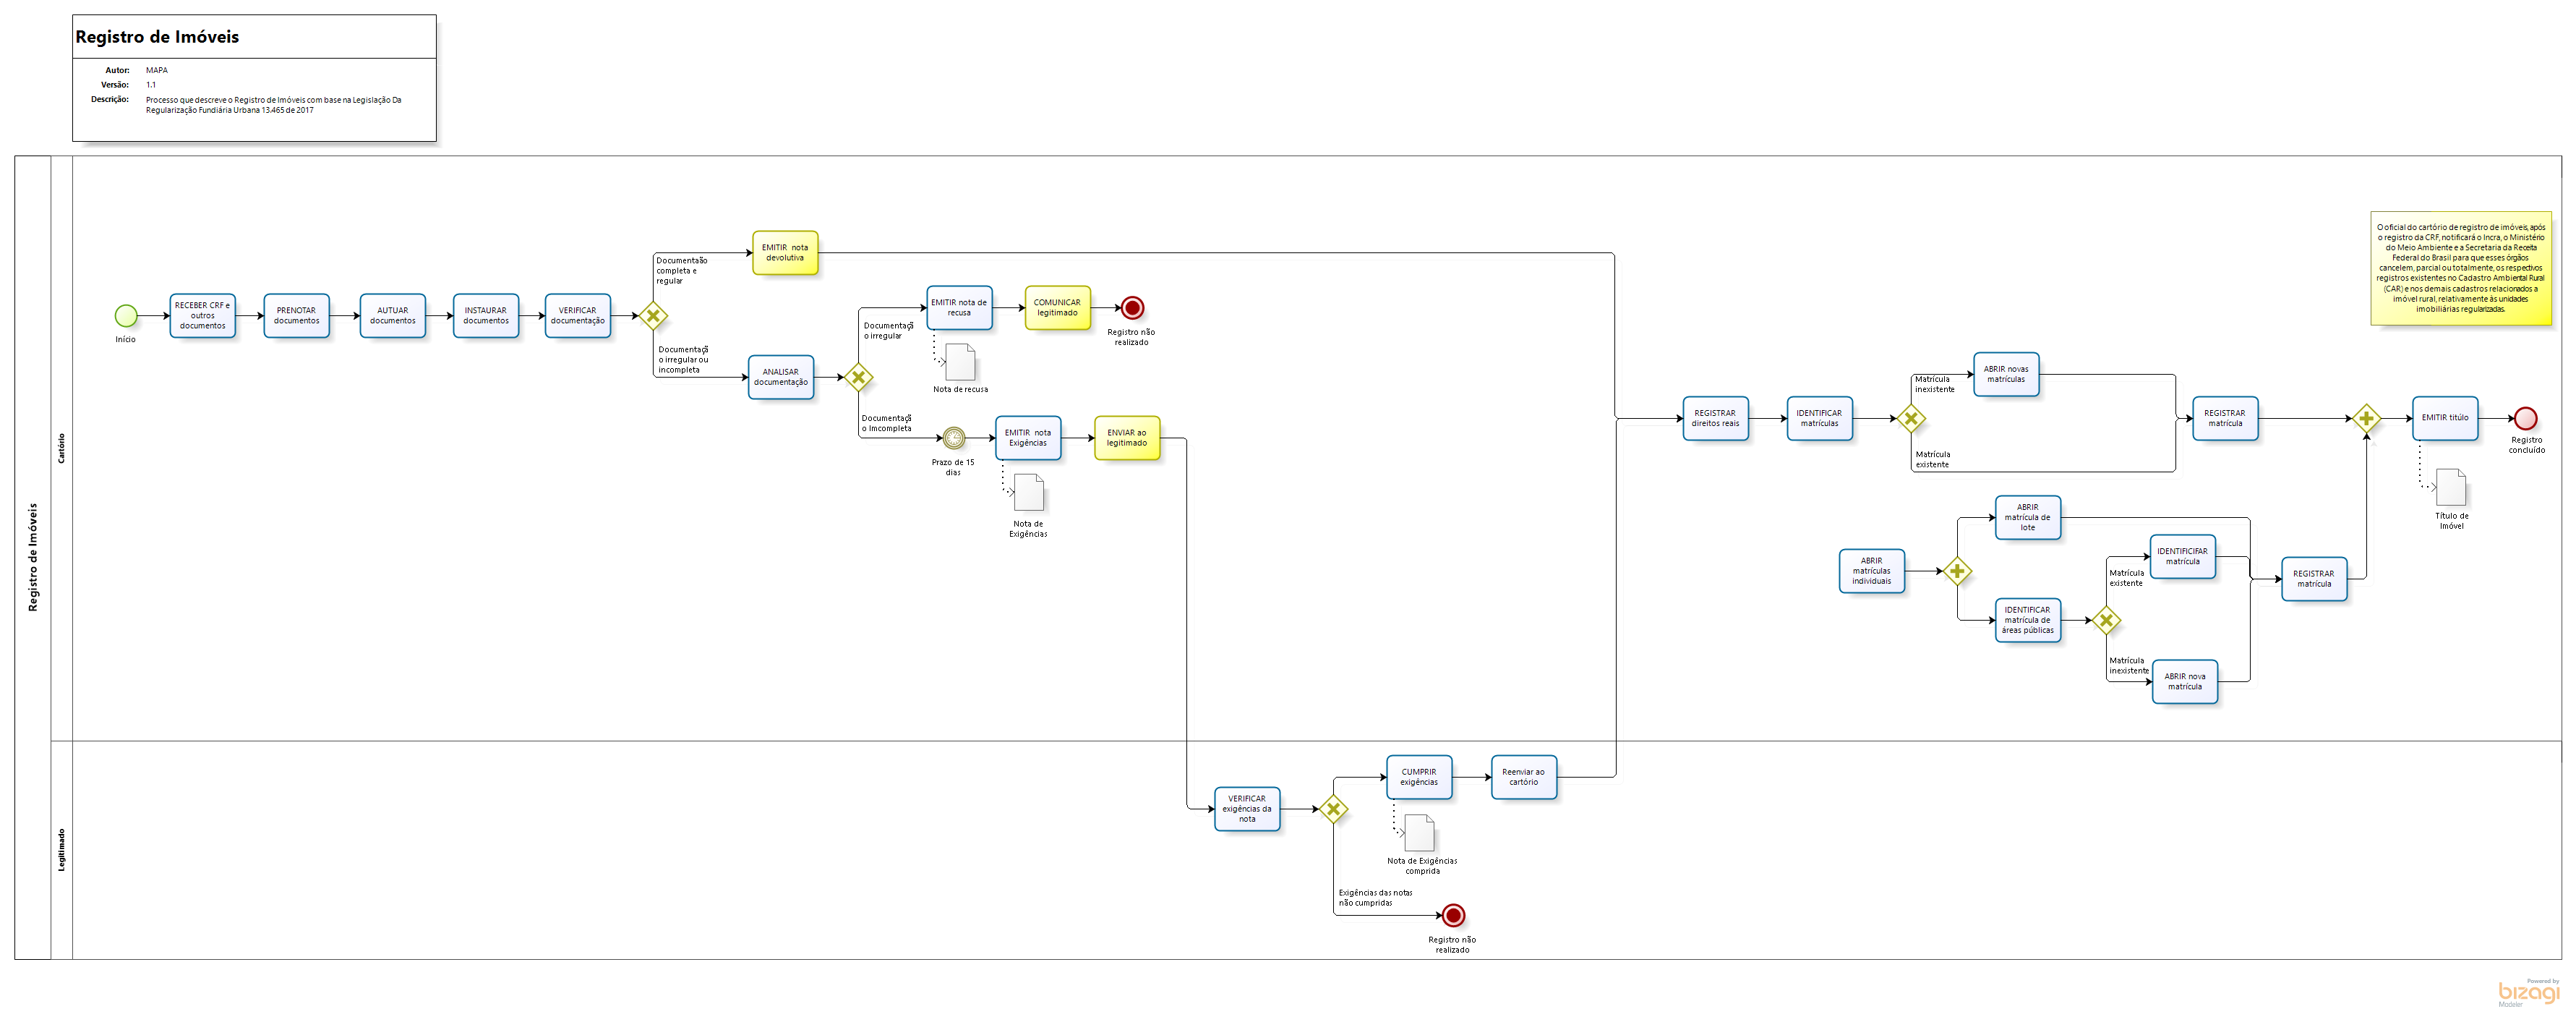 Registro de Imóveis
Autor: MAPA
Versão: 1.1
Descrição: Processo que descreve o Registro de Imóveis com base na Legislação Da
Regularização Fundiária Urbana 13.465 de 2017
Registro de Imóveis
Cartório
Início
RECEBER CRF e
outros
documentos
PRENOTAR
documentos
AUTUAR
documentos
INSTAURAR
documentos
VERIFICAR
documentação
Documentaão
completa e
regular
EMITIR nota
devolutiva
Documentaçã
o irregular ou
incompleta
ANALISAR
documentação
Documentaçã
o irregular
EMITIR nota de
recusa
Nota de recusa
COMUNICAR
legitimado
Registro não
realizado
Documentaçã
o Imcompleta
Prazo de 15
dias
EMITIR nota
Exigências
Nota de
Exigências
ENVIAR ao
legitimado
REGISTRAR
direitos reais
IDENTIFICAR
matrículas
Matrícula
inexistente
ABRIR novas
matrículas
Matrícula
existente
REGISTRAR
matrícula
EMITIR titúlo
Título de
Imóvel
Registro
concluído
O oficial do cartório de registro de imóveis, após
o registro da CRF, notificará o Incra, o Ministério
do Meio Ambiente e a Secretaria da Receita
Federal do Brasil para que esses órgãos
cancelem, parcial ou totalmente, os respectivos
registros existentes no Cadastro Ambiental Rural
(CAR) e nos demais cadastros relacionados a
imóvel rural, relativamente às unidades
imobiliárias regularizadas.
ABRIR
matrículas
individuais
ABRIR
matrícula de
lote
IDENTIFICAR
matrícula de
áreas públicas
Matrícula
existente
IDENTIFICIFAR
matrícula
Matrícula
inexistente
ABRIR nova
matrícula
REGISTRAR
matrícula
Legitimado
VERIFICAR
exigências da
nota
CUMPRIR
exigências
Nota de Exigências
comprida
Reenviar ao
cartório
Exigências das notas
não cumpridas
Registro não
realizado
Powered by
bizagi
Modeler